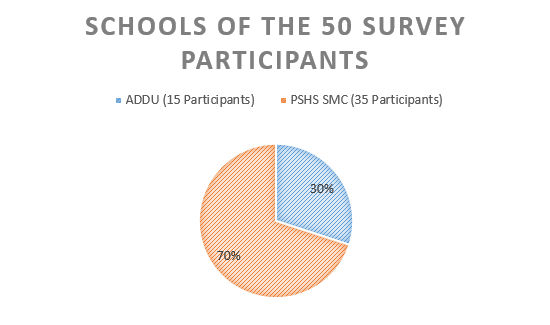 SCHOOLS OF THE 50 SURVEY
PARTICIPANTS
ADDU (15 Participants) PSHS SMC (35 Participants)
30%
70%